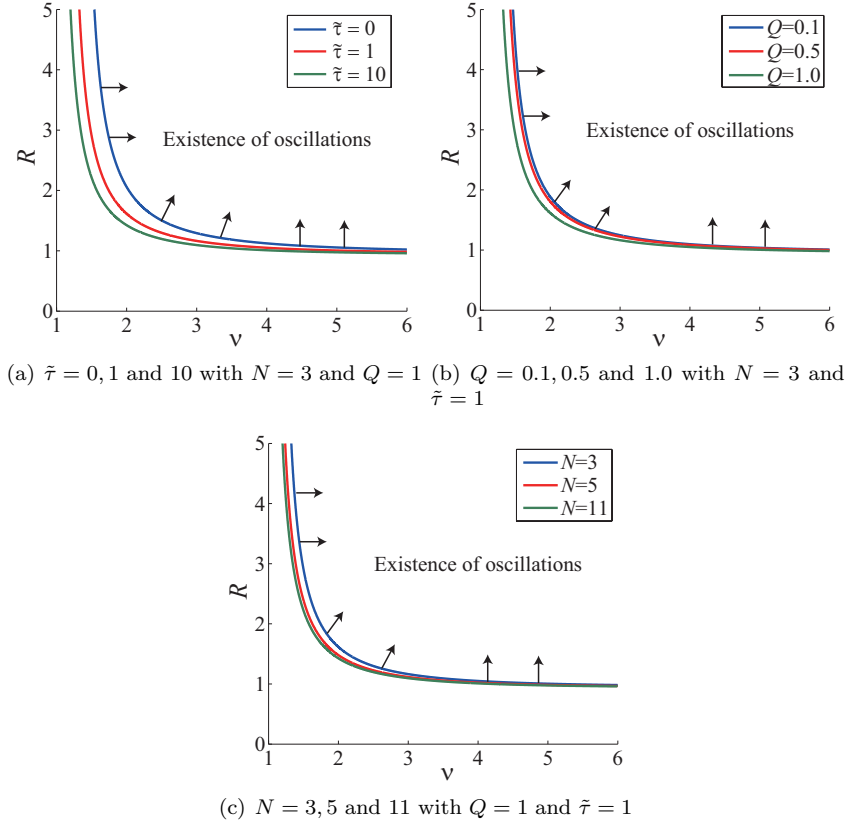 5
4
3
2
1
0
R
1
2
3
4
5
6
ν
τ̃ = 0
τ̃ = 1
τ̃ = 10
Existence of oscillations
5
4
3
2
1
0
R
1
2
3
4
5
6
ν
Q=0.1
Q=0.5
Q=1.0
Existence of oscillations
(a) τ̃ = 0, 1 and 10 with N = 3 and Q = 1
(b) Q = 0.1, 0.5 and 1.0 with N = 3 and
τ̃ = 1
5
4
3
2
1
0
R
1
2
3
4
5
6
ν
N=3
N=5
N=11
Existence of oscillations
(c) N = 3, 5 and 11 with Q = 1 and τ̃ = 1